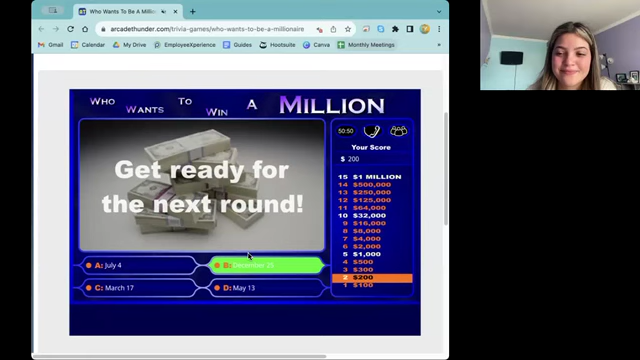 Who Wants To Be A Million
arcadethunder.com/trivia-games/who-wants-to-be-a-millionaire
Gmail Calendar My Drive EmployeeXperience Guides Hootsuite Coaching Monthly Meetings
WHO WANTS TO WIN A MILLION
50:50
Your Score
$ 200
Get ready for
the next round!
15 $1 MILLION
14 $500,000
13 $250,000
12 $125,000
11 $64,000
10 $32,000
9 $16,000
8 $8,000
7 $4,000
6 $2,000
5 $1,000
4 $500
3 $300
2 $200
1 $100
A: July 4
B: December 25
C: March 17
D: May 13